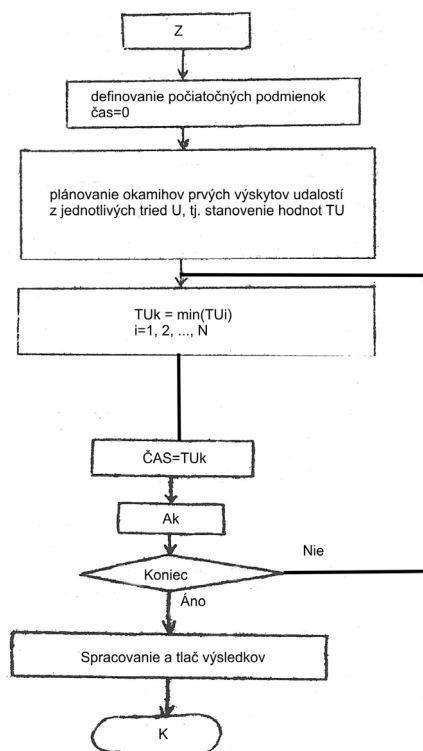 Z
definovanie počiatočných podmienok
čas=0
plánovanie okamihov prvých výskytov udalostí
z jednotlivých tried U, tj. stanovenie hodnot TU
TUk = min(TUi)
i=1, 2, ..., N
ČAS=TUk
Ak
Koniec
Nie
Áno
Spracovanie a tlač výsledkov
K